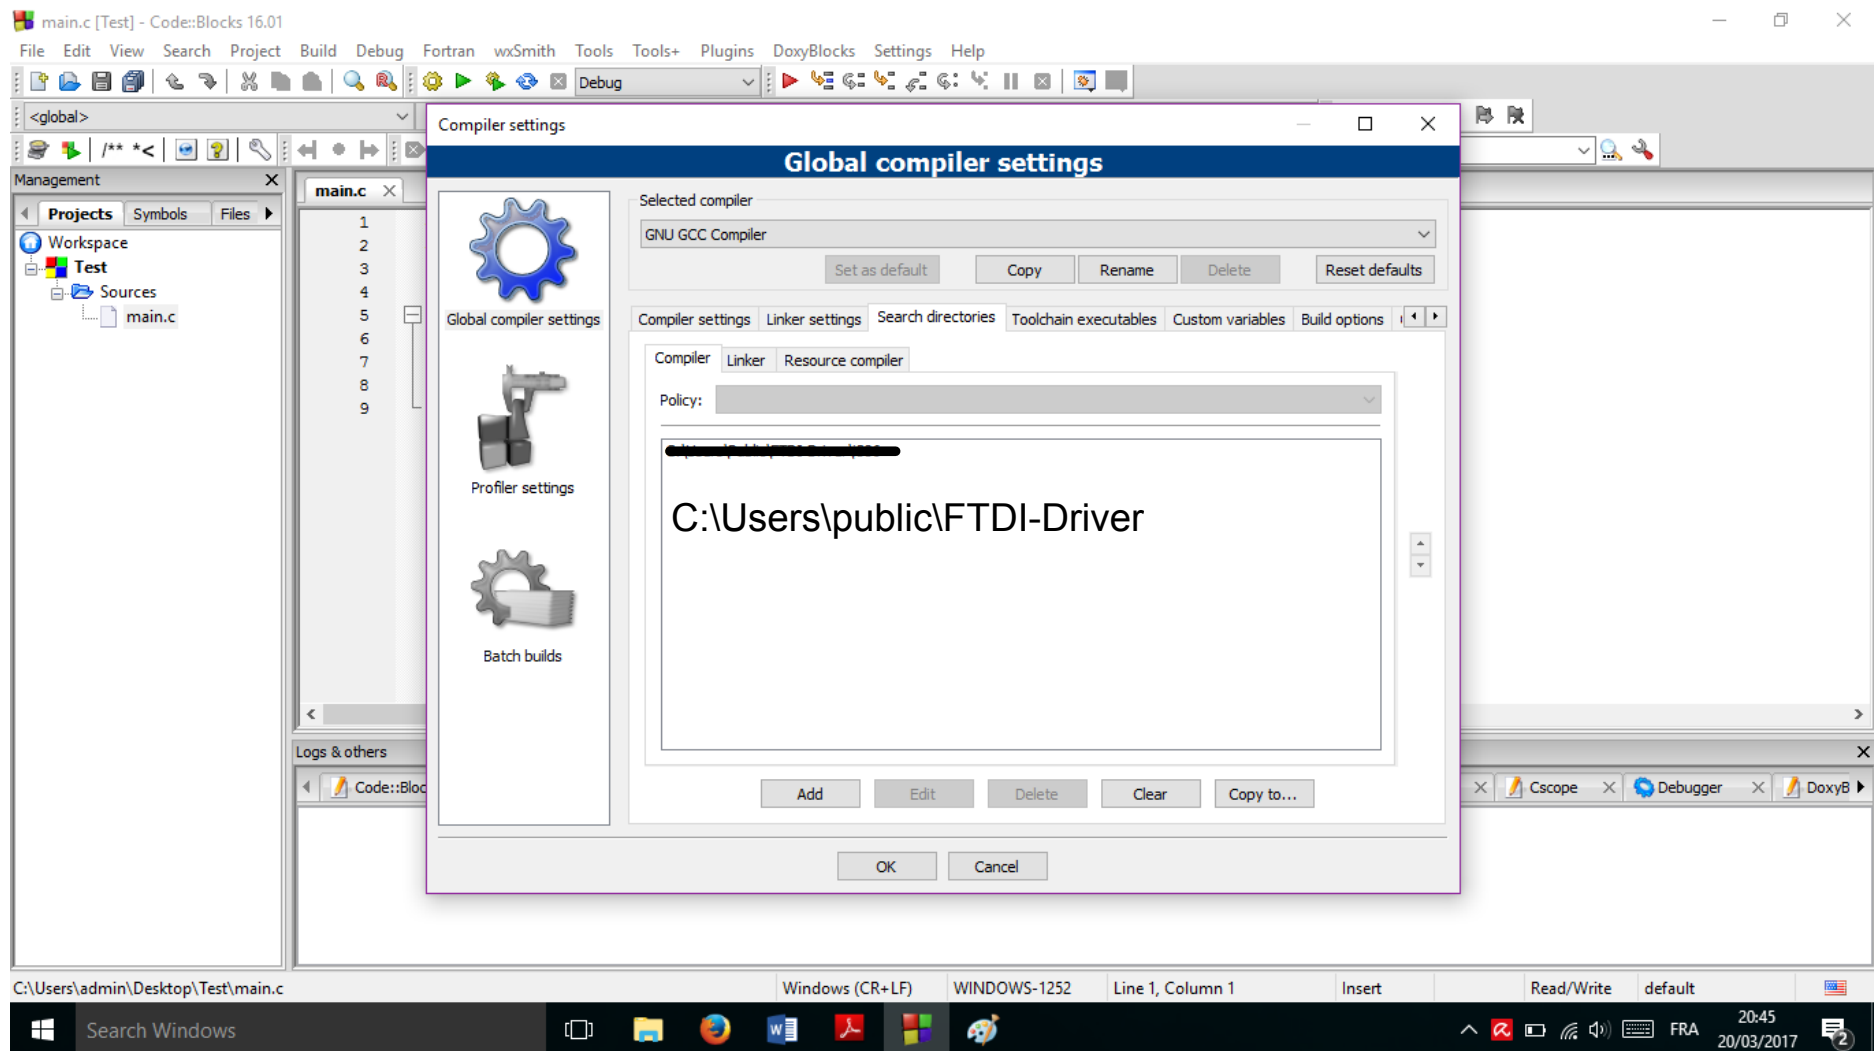 main.c [Test] - Code::Blocks 16.01
File Edit View Search Project Build Debug Fortran wxSmith Tools Tools+ Plugins DoxyBlocks Settings Help
Debug
<global>
/** *<
Management
Projects Symbols Files
Workspace
Test
Sources
main.c
main.c
1
2
3
4
5
6
7
8
9
Compiler settings
Global compiler settings
Global compiler settings
Profiler settings
Batch builds
Selected compiler
GNU GCC Compiler
Set as default Copy Rename Delete Reset defaults
Compiler settings Linker settings Search directories Toolchain executables Custom variables Build options
Compiler Linker Resource compiler
Policy:
C:\Users\public\FTDI-Driver
Add Edit Delete Clear Copy to...
OK Cancel
Logs & others
Code::Bloc
Cscope Debugger DoxyB
C:\Users\admin\Desktop\Test\main.c Windows (CR+LF) WINDOWS-1252 Line 1, Column 1 Insert Read/Write default
Search Windows
FRA
20:45
20/03/2017
2